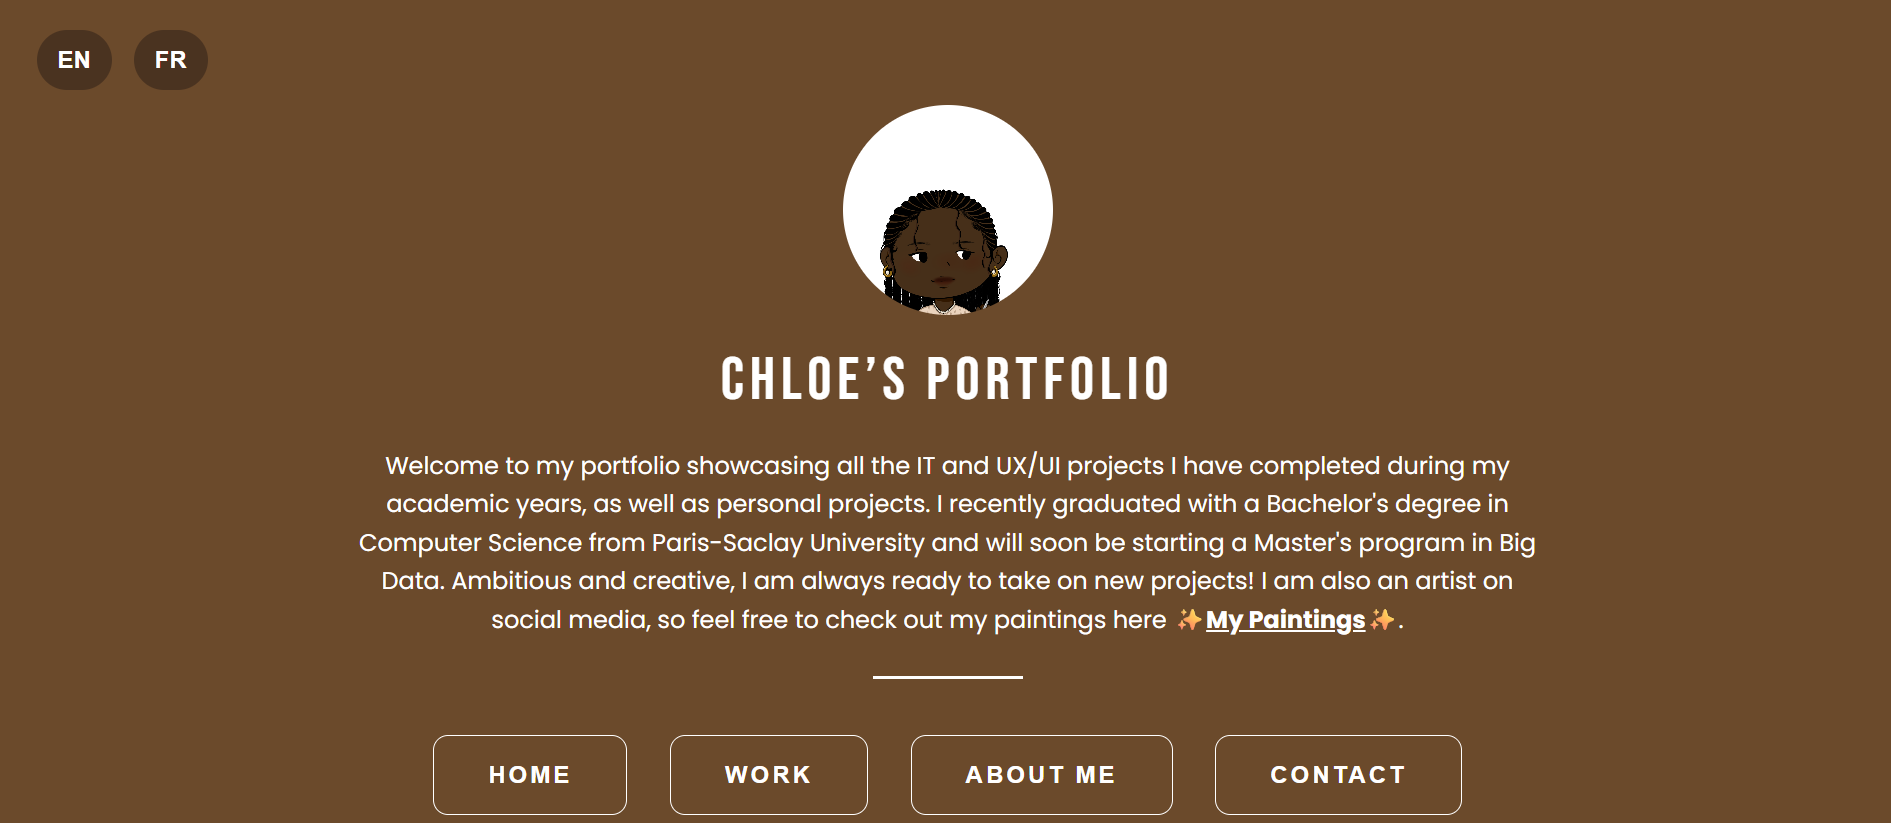 EN FR
CHLOE’S PORTFOLIO
Welcome to my portfolio showcasing all the IT and UX/UI projects I have completed during my
academic years, as well as personal projects. I recently graduated with a Bachelor's degree in
Computer Science from Paris-Saclay University and will soon be starting a Master's program in Big
Data. Ambitious and creative, I am always ready to take on new projects! I am also an artist on
social media, so feel free to check out my paintings here ✨My Paintings✨.
HOME WORK ABOUT ME CONTACT